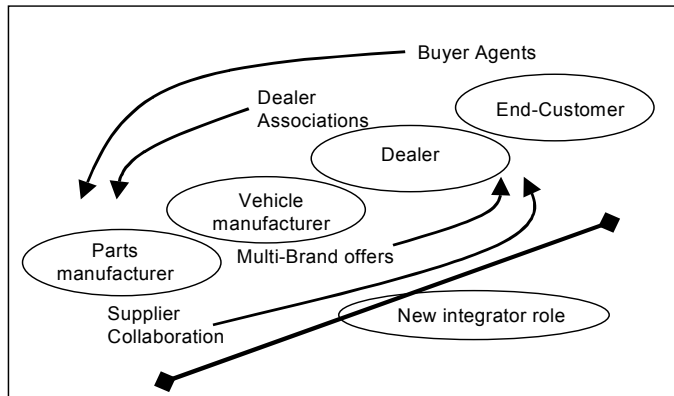 Buyer Agents
Dealer
Associations
End-Customer
Dealer
Vehicle
manufacturer
Multi-Brand offers
Parts
manufacturer
Supplier
Collaboration
New integrator role